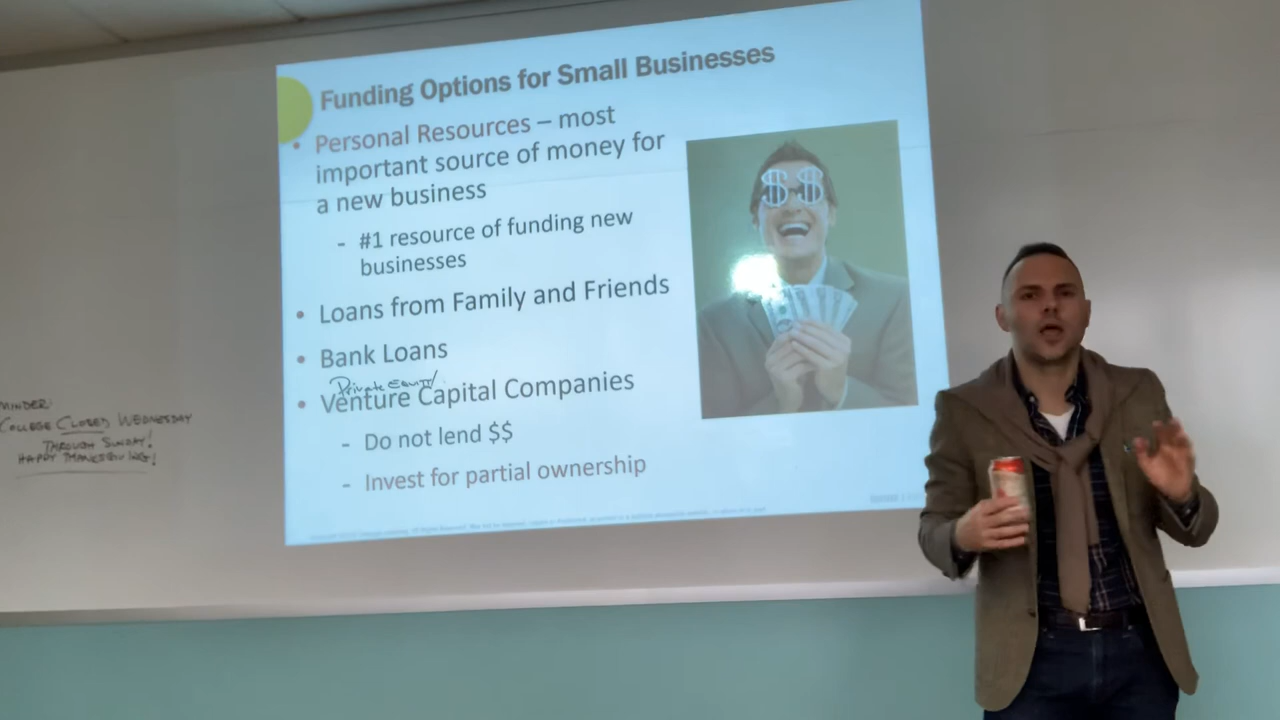 Funding Options for Small Businesses
• Personal Resources – most
important source of money for
a new business
- #1 resource of funding new
businesses
• Loans from Family and Friends
• Bank Loans
Private Equity
• Venture Capital Companies
- Do not lend $$
- Invest for partial ownership
MINDER:
COLLEGE CLOSED WEDNESDAY
THROUGH SUNDAY!
HAPPY THANKSGIVING!